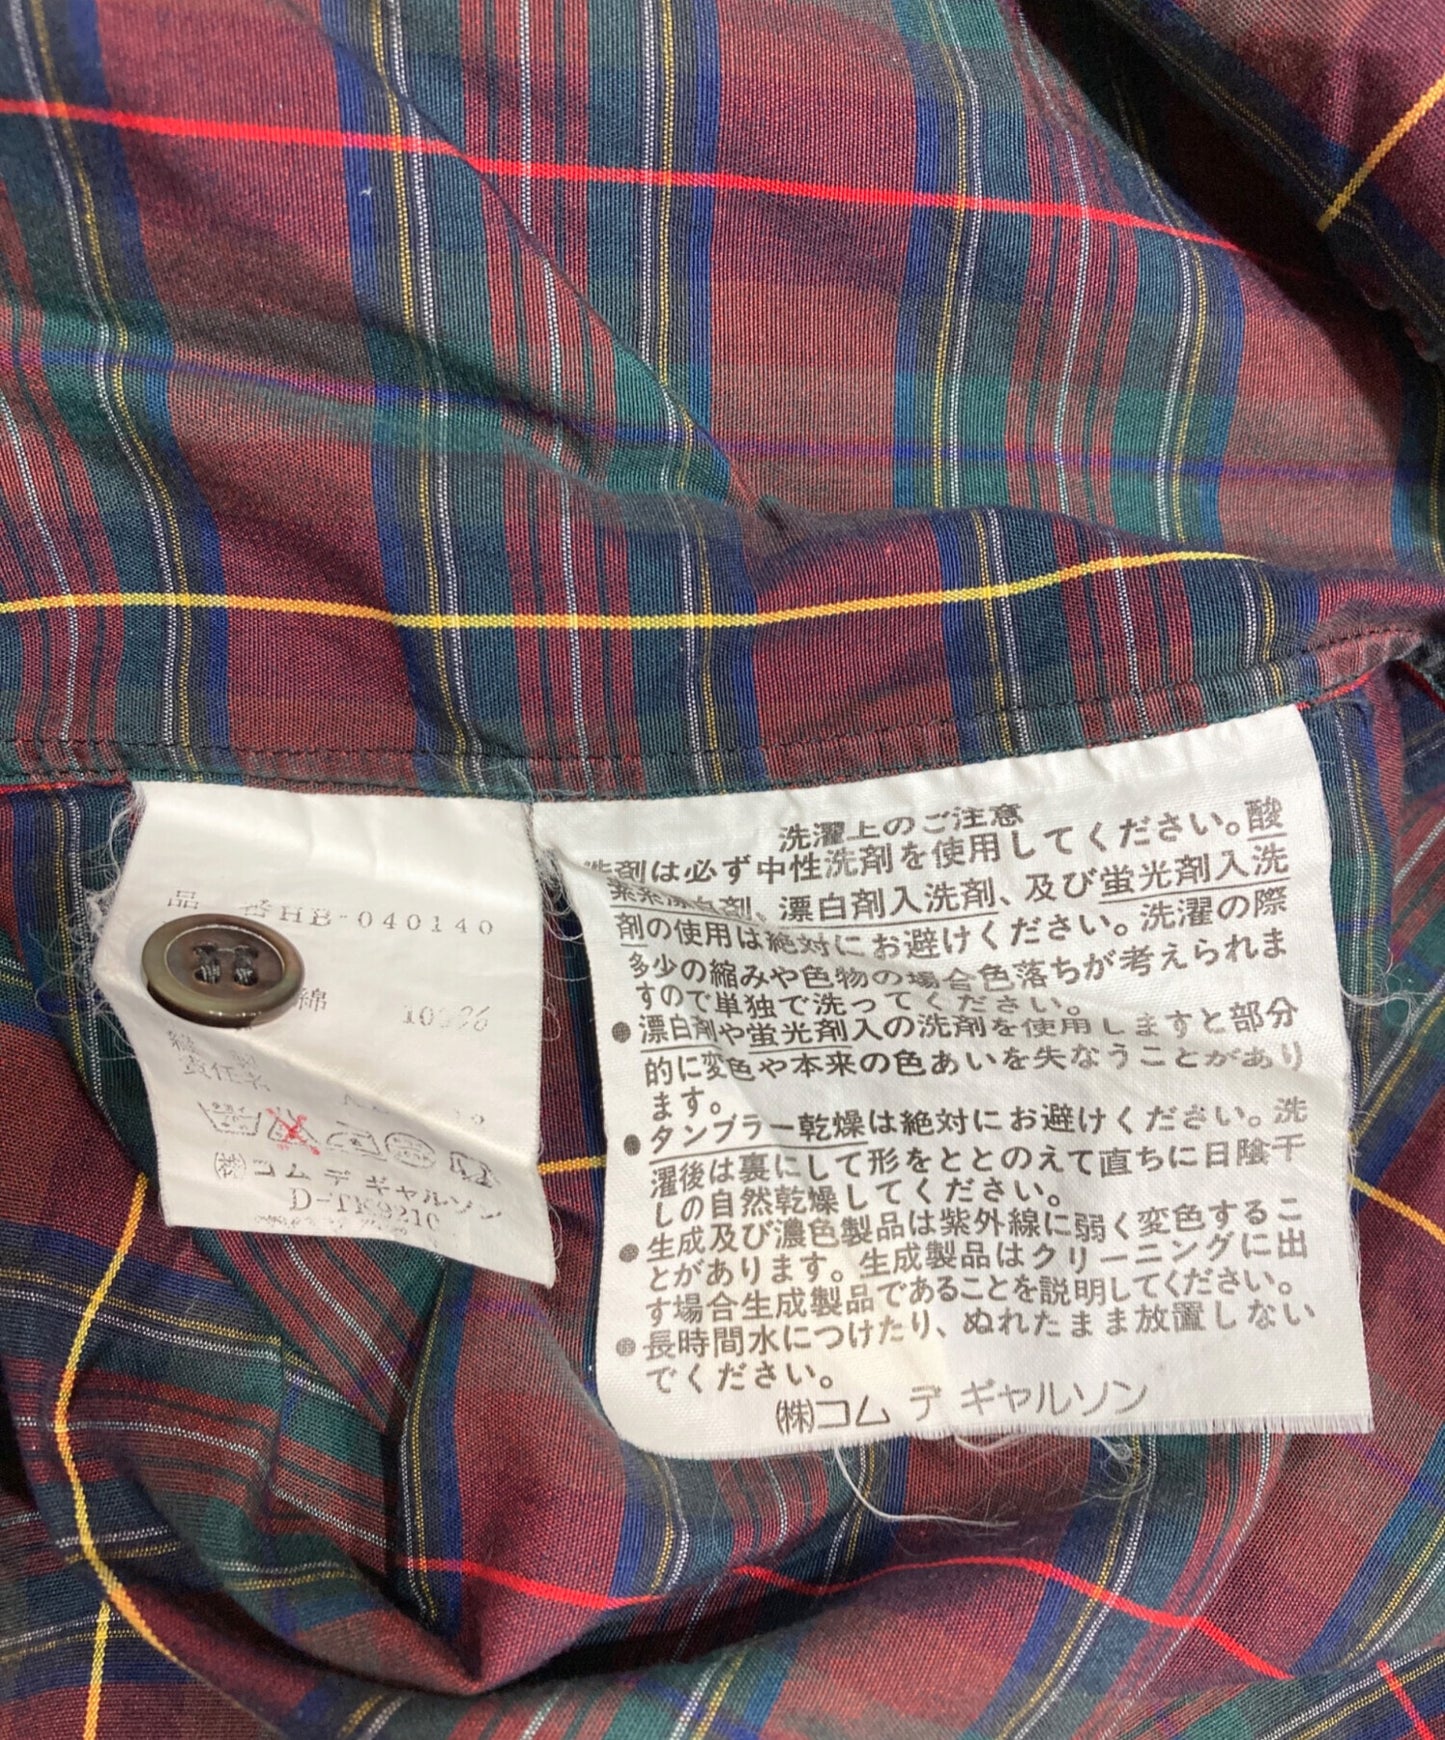 品 番HB-040140
綿 100%
責任者
㈱コム デ ギャルソン
D-TK9210
洗濯上のご注意
洗剤は必ず中性洗剤を使用してください。酸
素系漂白剤、漂白剤入洗剤、及び蛍光剤入洗
剤の使用は絶対にお避けください。洗濯の際
多少の縮みや色物の場合色落ちが考えられま
すので単独で洗ってください。
●漂白剤や蛍光剤入の洗剤を使用しますと部分
的に変色や本来の色あいを失なうことがあり
ます。
●タンブラー乾燥は絶対にお避けください。洗
濯後は裏にして形をととのえて直ちに日陰干
しの自然乾燥してください。
●生成及び濃色製品は紫外線に弱く変色するこ
とがあります。生成製品はクリーニングに出
す場合生成製品であることを説明してください。
●長時間水につけたり、ぬれたまま放置しない
でください。
㈱コム デ ギャルソン